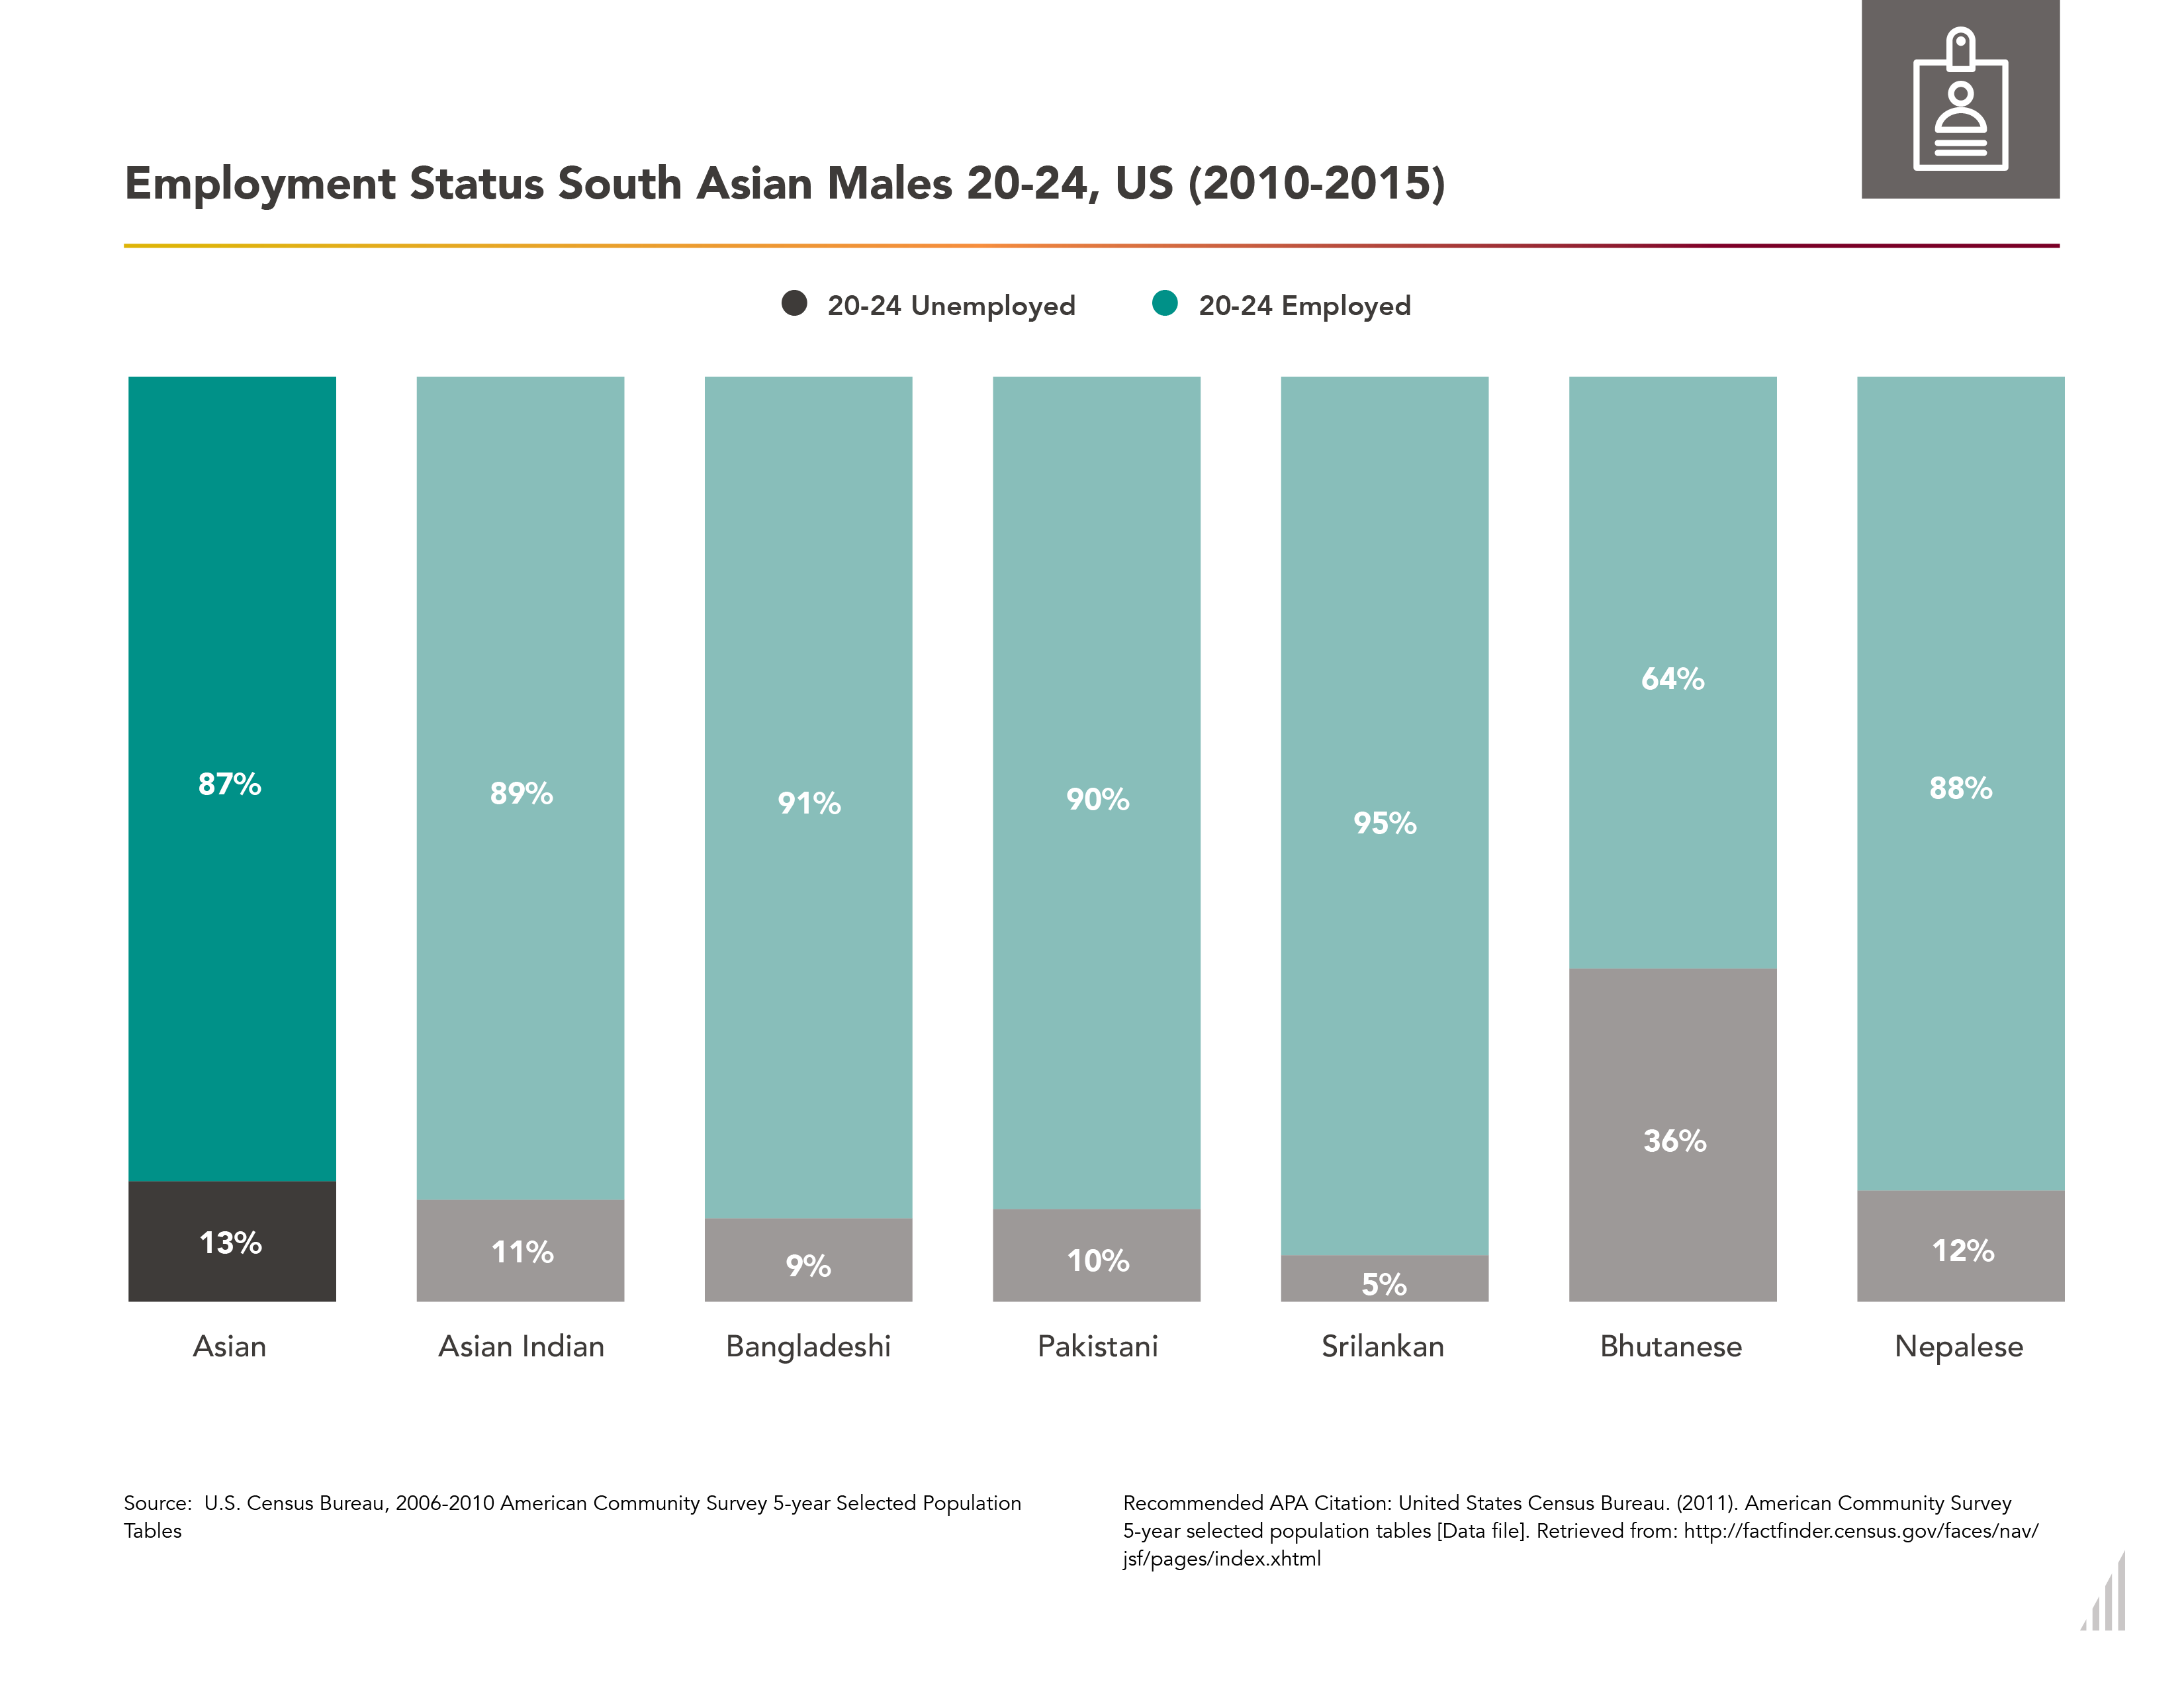 Employment Status South Asian Males 20-24, US (2010-2015)
20-24 Unemployed 20-24 Employed
87% 89% 91% 90% 95% 64% 88%
13% 11% 9% 10% 5% 36% 12%
Asian Asian Indian Bangladeshi Pakistani Srilankan Bhutanese Nepalese
Source:  U.S. Census Bureau, 2006-2010 American Community Survey 5-year Selected Population
Tables
Recommended APA Citation: United States Census Bureau. (2011). American Community Survey
5-year selected population tables [Data file]. Retrieved from: http://factfinder.census.gov/faces/nav/
jsf/pages/index.xhtml